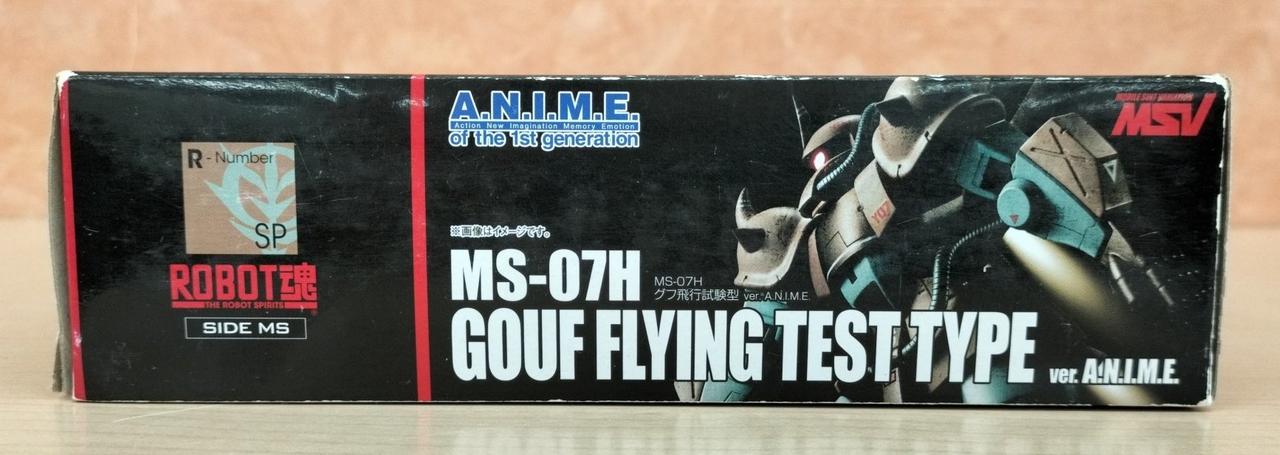 R - Number
SP
ROBOT魂
THE ROBOT SPIRITS
SIDE MS
A.N.I.M.E.
Action New Imagination Memory Emotion
of the 1st generation
※画像はイメージです。
MS-07H
MS-07H
グフ飛行試験型 ver. A.N.I.M.E.
GOUF FLYING TEST TYPE
ver. A.N.I.M.E.
YO7
MOBILE SUIT VARIATION
MSV